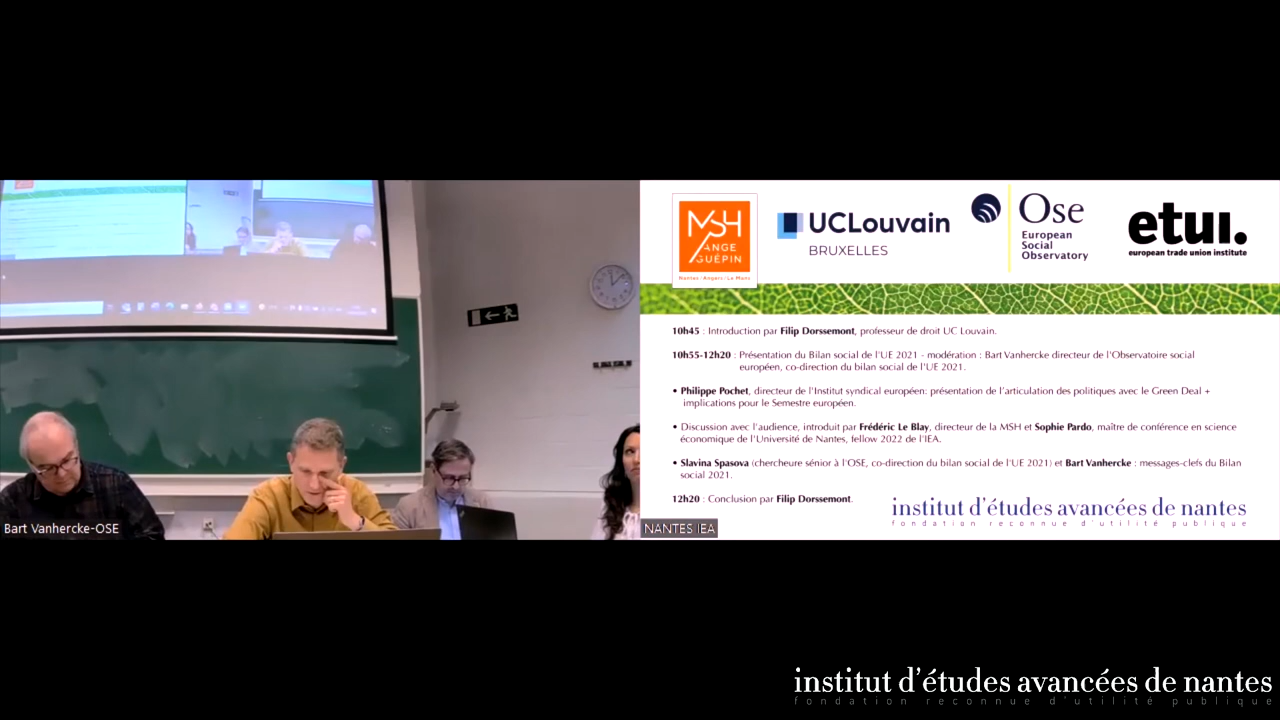 Bart Vanhercke-OSE
MSH
ANGE
GUÉPIN
Nantes • Angers • Le Mans
UCLouvain
BRUXELLES
Ose
European
Social
Observatory
etui.
european trade union institute
10h45 : Introduction par Filip Dorssemont, professeur de droit UC Louvain.
10h55-12h20 : Présentation du Bilan social de l'UE 2021 - modération : Bart Vanhercke directeur de l'Observatoire social
européen, co-direction du bilan social de l'UE 2021.
• Philippe Pochet, directeur de l'Institut syndical européen: présentation de l'articulation des politiques avec le Green Deal +
implications pour le Semestre européen.
• Discussion avec l'audience, introduit par Frédéric Le Blay, directeur de la MSH et Sophie Pardo, maître de conférence en science
économique de l'Université de Nantes, fellow 2022 de l'IEA.
• Slavina Spasova (chercheure sénior à l'OSE, co-direction du bilan social de l'UE 2021) et Bart Vanhercke : messages-clefs du Bilan
social 2021.
12h20 : Conclusion par Filip Dorssemont.
institut d'études avancées de nantes
fondation reconnue d'utilité publique
NANTES IEA
institut d'études avancées de nantes
fondation reconnue d'utilité publique